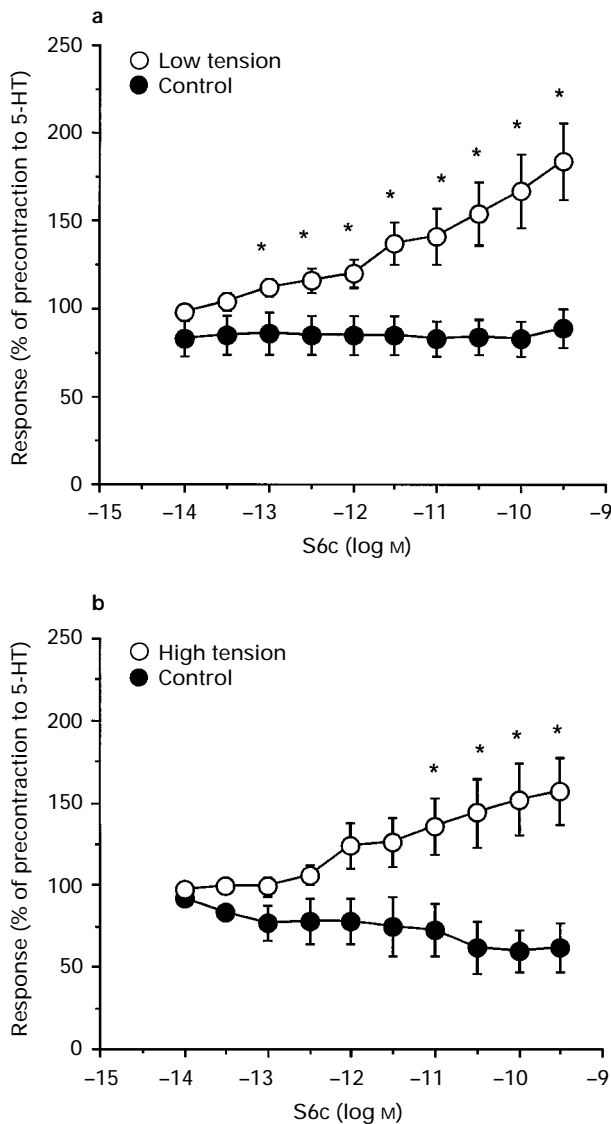 a
250
Low tension
Control
* * * * * * * *
200
150
100
50
0
Response (% of precontraction to 5-HT)
–15 –14 –13 –12 –11 –10 –9
S6c (log M)
b
250
High tension
Control
* * * *
200
150
100
50
0
Response (% of precontraction to 5-HT)
–15 –14 –13 –12 –11 –10 –9
S6c (log M)